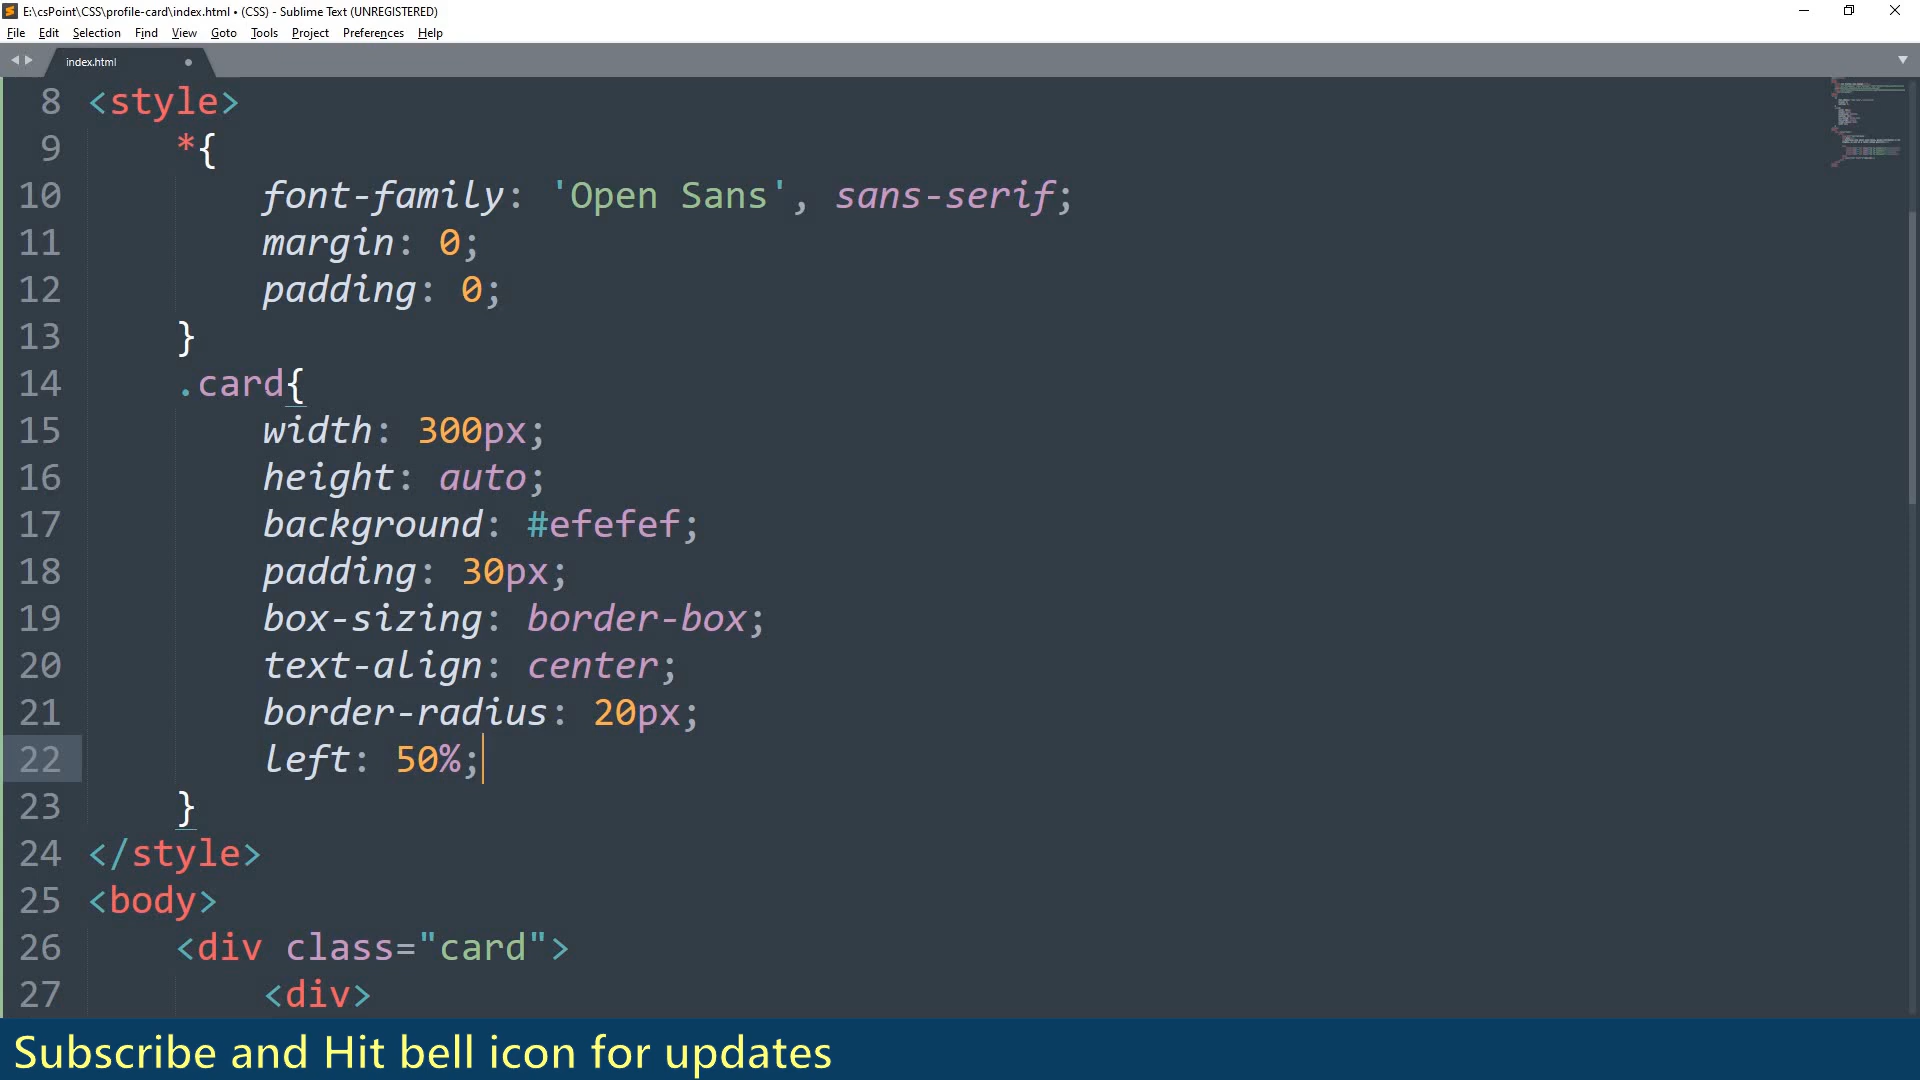 E:\csPoint\CSS\profile-card\index.html • (CSS) - Sublime Text (UNREGISTERED)
File Edit Selection Find View Goto Tools Project Preferences Help
index.html
8 <style>
9 *{
10 font-family: 'Open Sans', sans-serif;
11 margin: 0;
12 padding: 0;
13 }
14 .card{
15 width: 300px;
16 height: auto;
17 background: #efefef;
18 padding: 30px;
19 box-sizing: border-box;
20 text-align: center;
21 border-radius: 20px;
22 left: 50%;
23 }
24 </style>
25 <body>
26 <div class="card">
27 <div>
Subscribe and Hit bell icon for updates